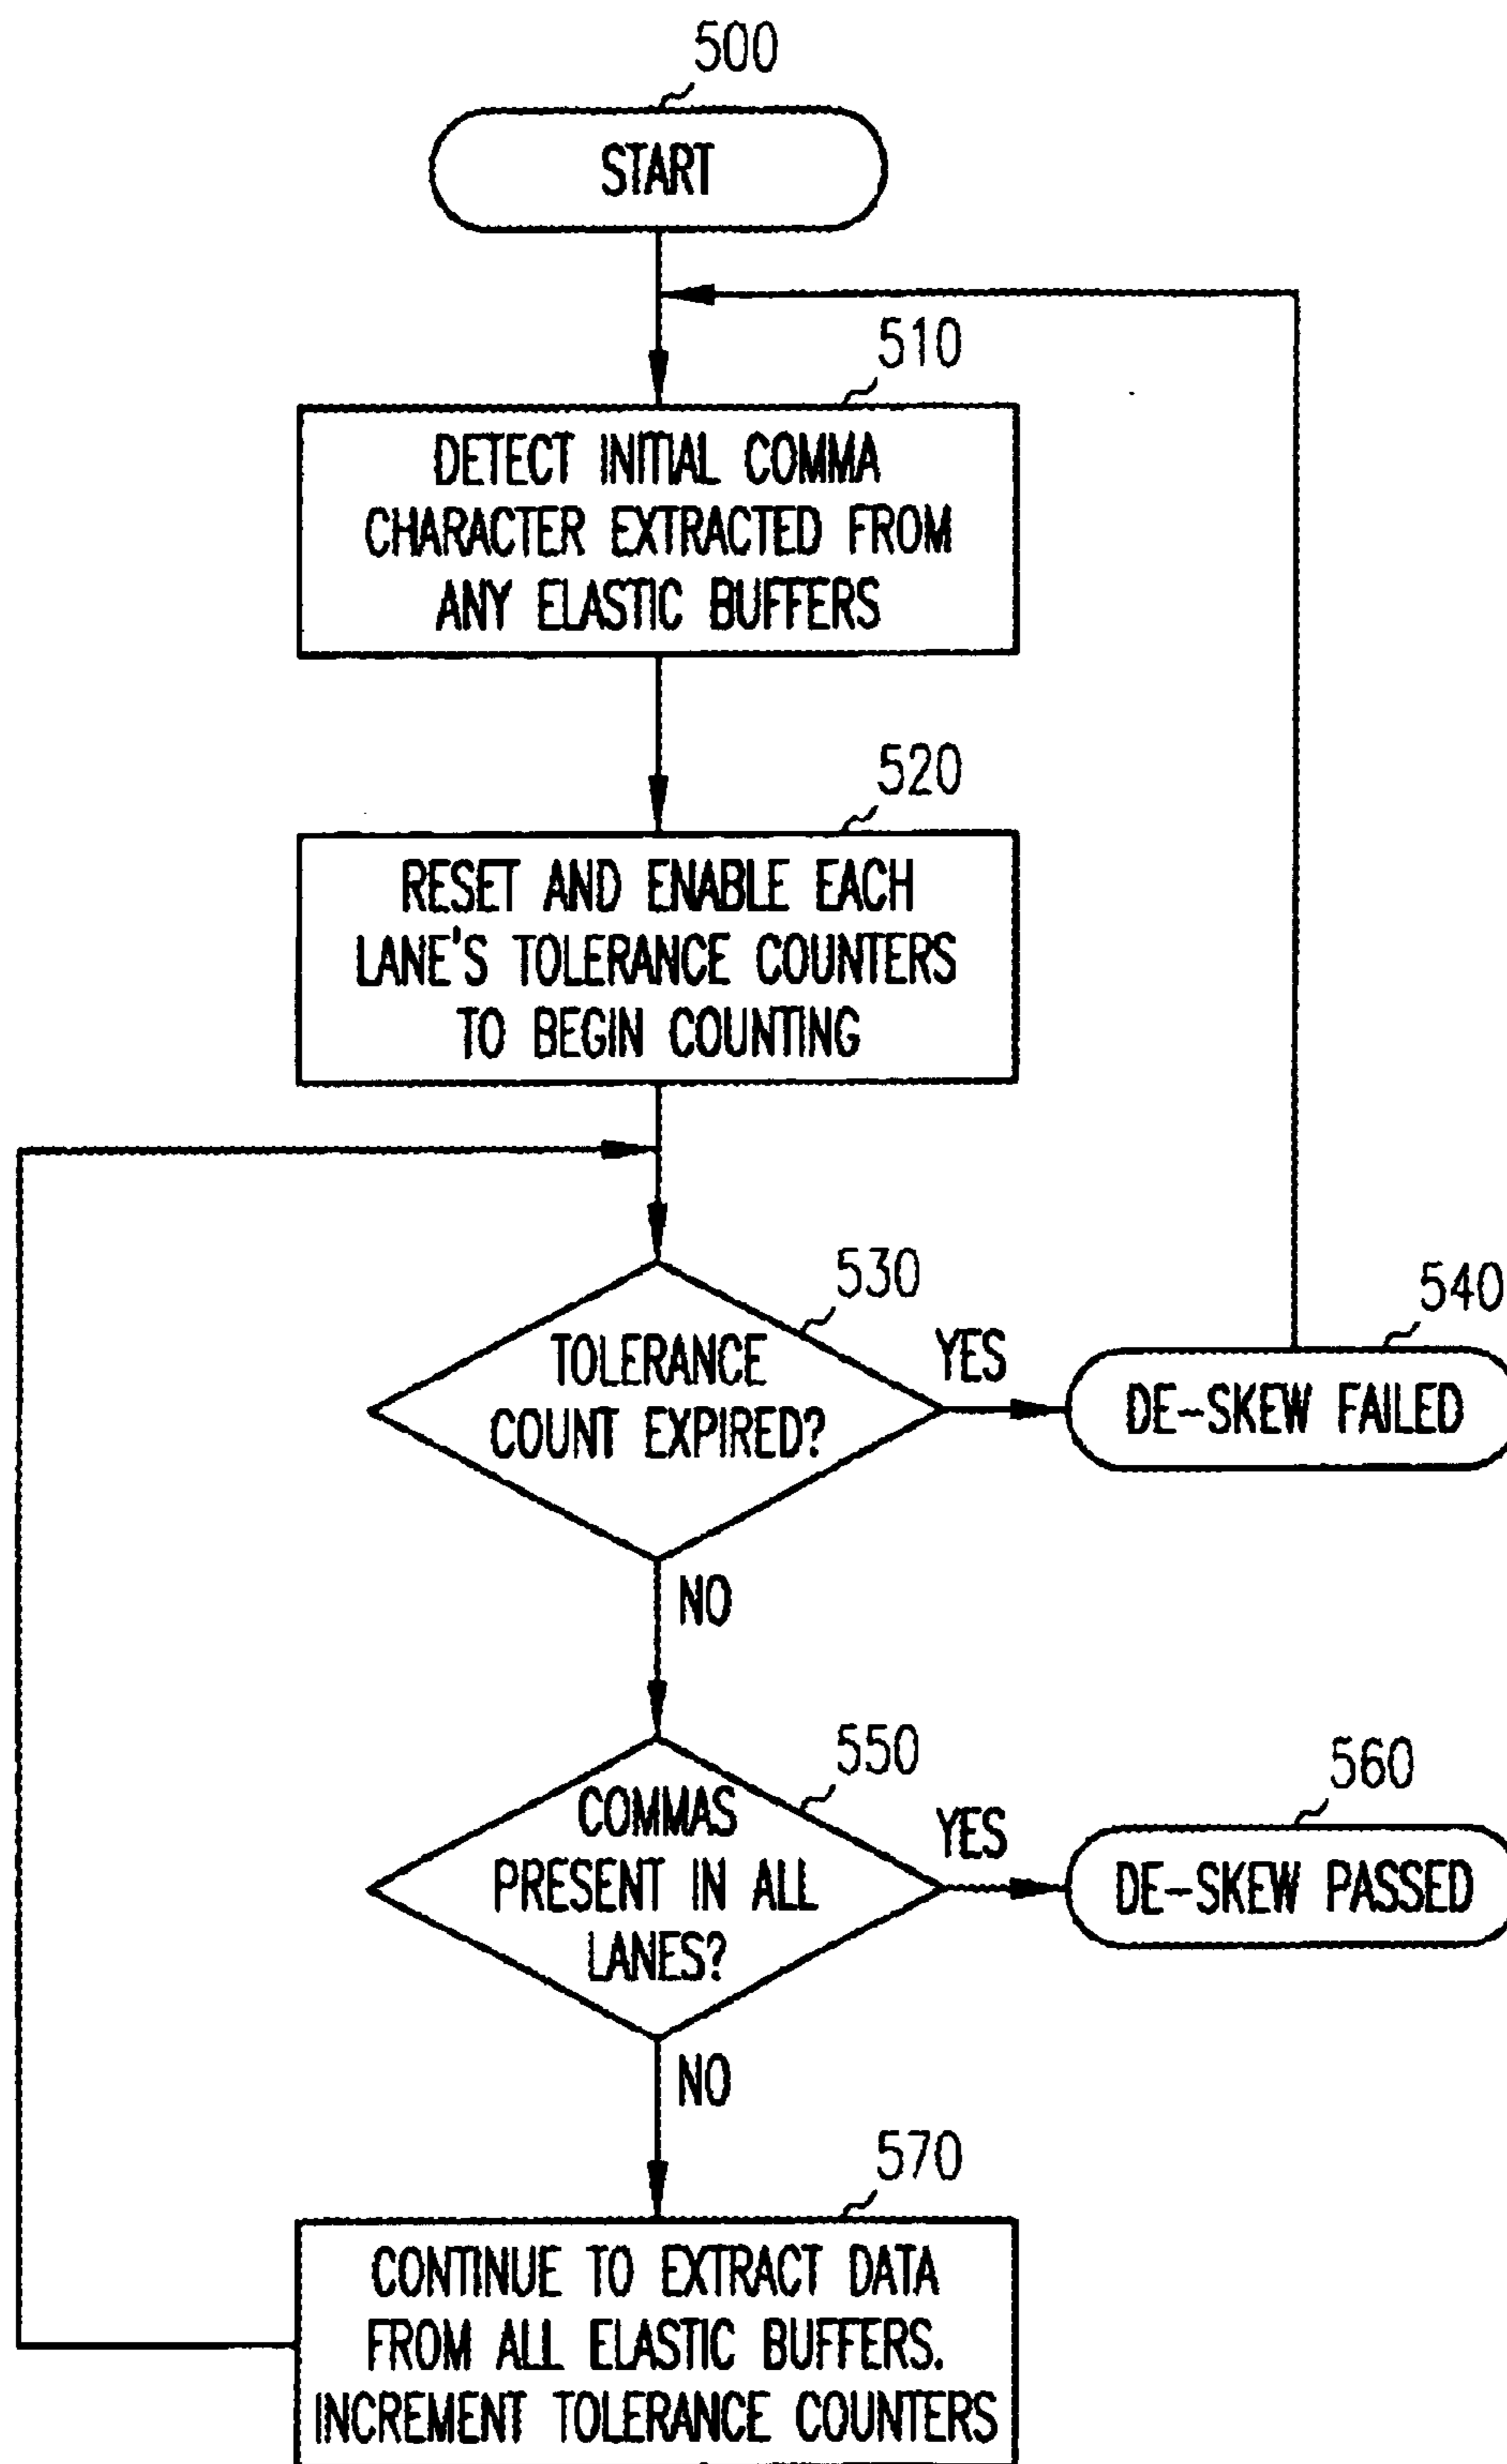 500
START
510
DETECT INITIAL COMMA
CHARACTER EXTRACTED FROM
ANY ELASTIC BUFFERS
520
RESET AND ENABLE EACH
LANE'S TOLERANCE COUNTERS
TO BEGIN COUNTING
530
TOLERANCE
COUNT EXPIRED?
YES
540
DE-SKEW FAILED
NO
550
COMMAS
PRESENT IN ALL
LANES?
YES
560
DE-SKEW PASSED
NO
570
CONTINUE TO EXTRACT DATA
FROM ALL ELASTIC BUFFERS.
INCREMENT TOLERANCE COUNTERS